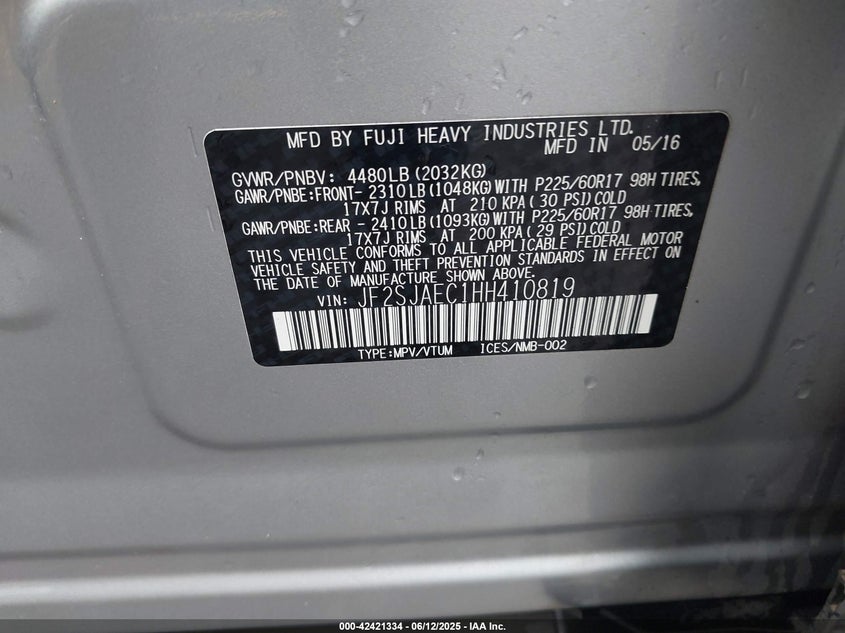 MFD BY FUJI HEAVY INDUSTRIES LTD.
MFD IN 05/16
GVWR/PNBV: 4480LB (2032KG)
GAWR/PNBE:FRONT- 2310LB (1048KG)WITH P225/60R17 98H TIRES,
17X7J RIMS AT 210 KPA( 30 PSI)COLD
GAWR/PNBE:REAR - 2410LB (1093KG)WITH P225/60R17 98H TIRES,
17X7J RIMS AT 200 KPA( 29 PSI)COLD
THIS VEHICLE CONFORMS TO ALL APPLICABLE FEDERAL MOTOR
VEHICLE SAFETY AND THEFT PREVENTION STANDARDS IN EFFECT ON
THE DATE OF MANUFACTURE SHOWN ABOVE.
VIN: JF2SJAEC1HH410819
TYPE:MPV/VTUM ICES/NMB-002
000-42421334 - 06/12/2025 - IAA Inc.